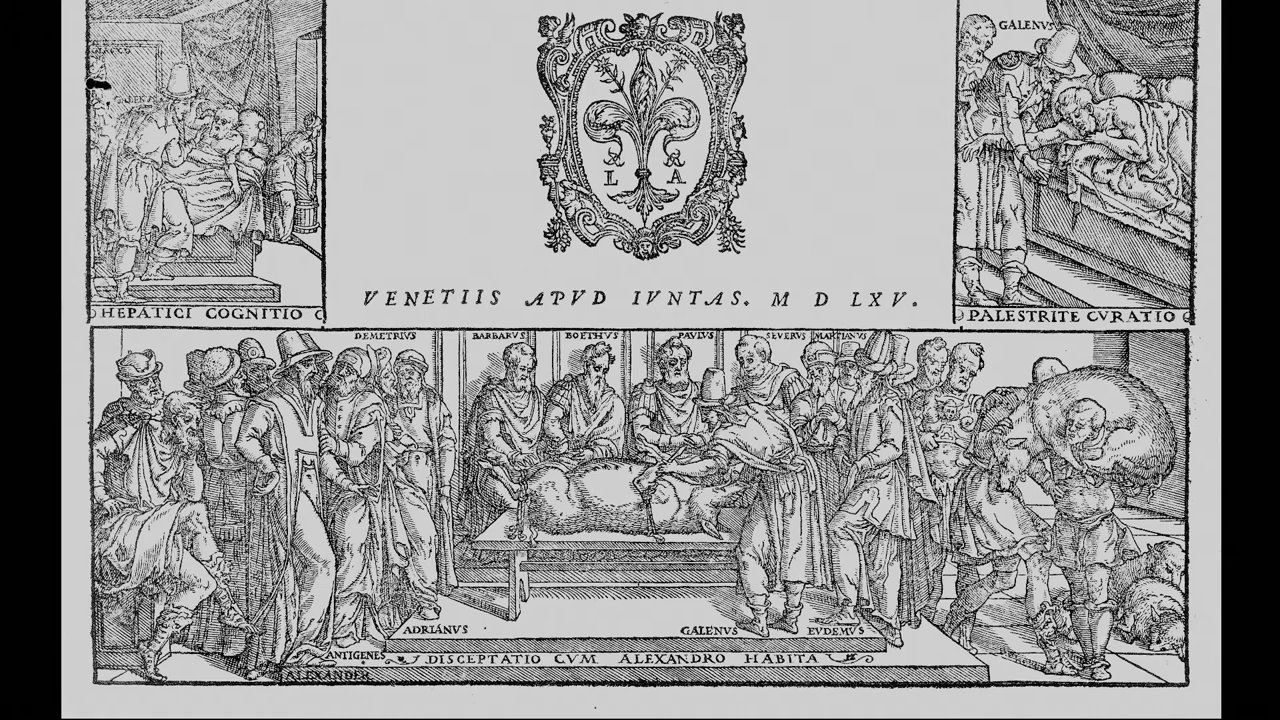 GALENVS
L A
VENETIIS APVD IVNTAS. M D LXV.
HEPATICI COGNITIO
PALESTRITE CVRATIO
DEMETRIVS
BARBARVS
BOETHVS
PAVLVS
SEVERVS
MARTIANVS
ADRIANVS
GALENVS
EVDEMVS
ANTIGENES
DISCEPTATIO CVM ALEXANDRO HABITA
ALEXANDER